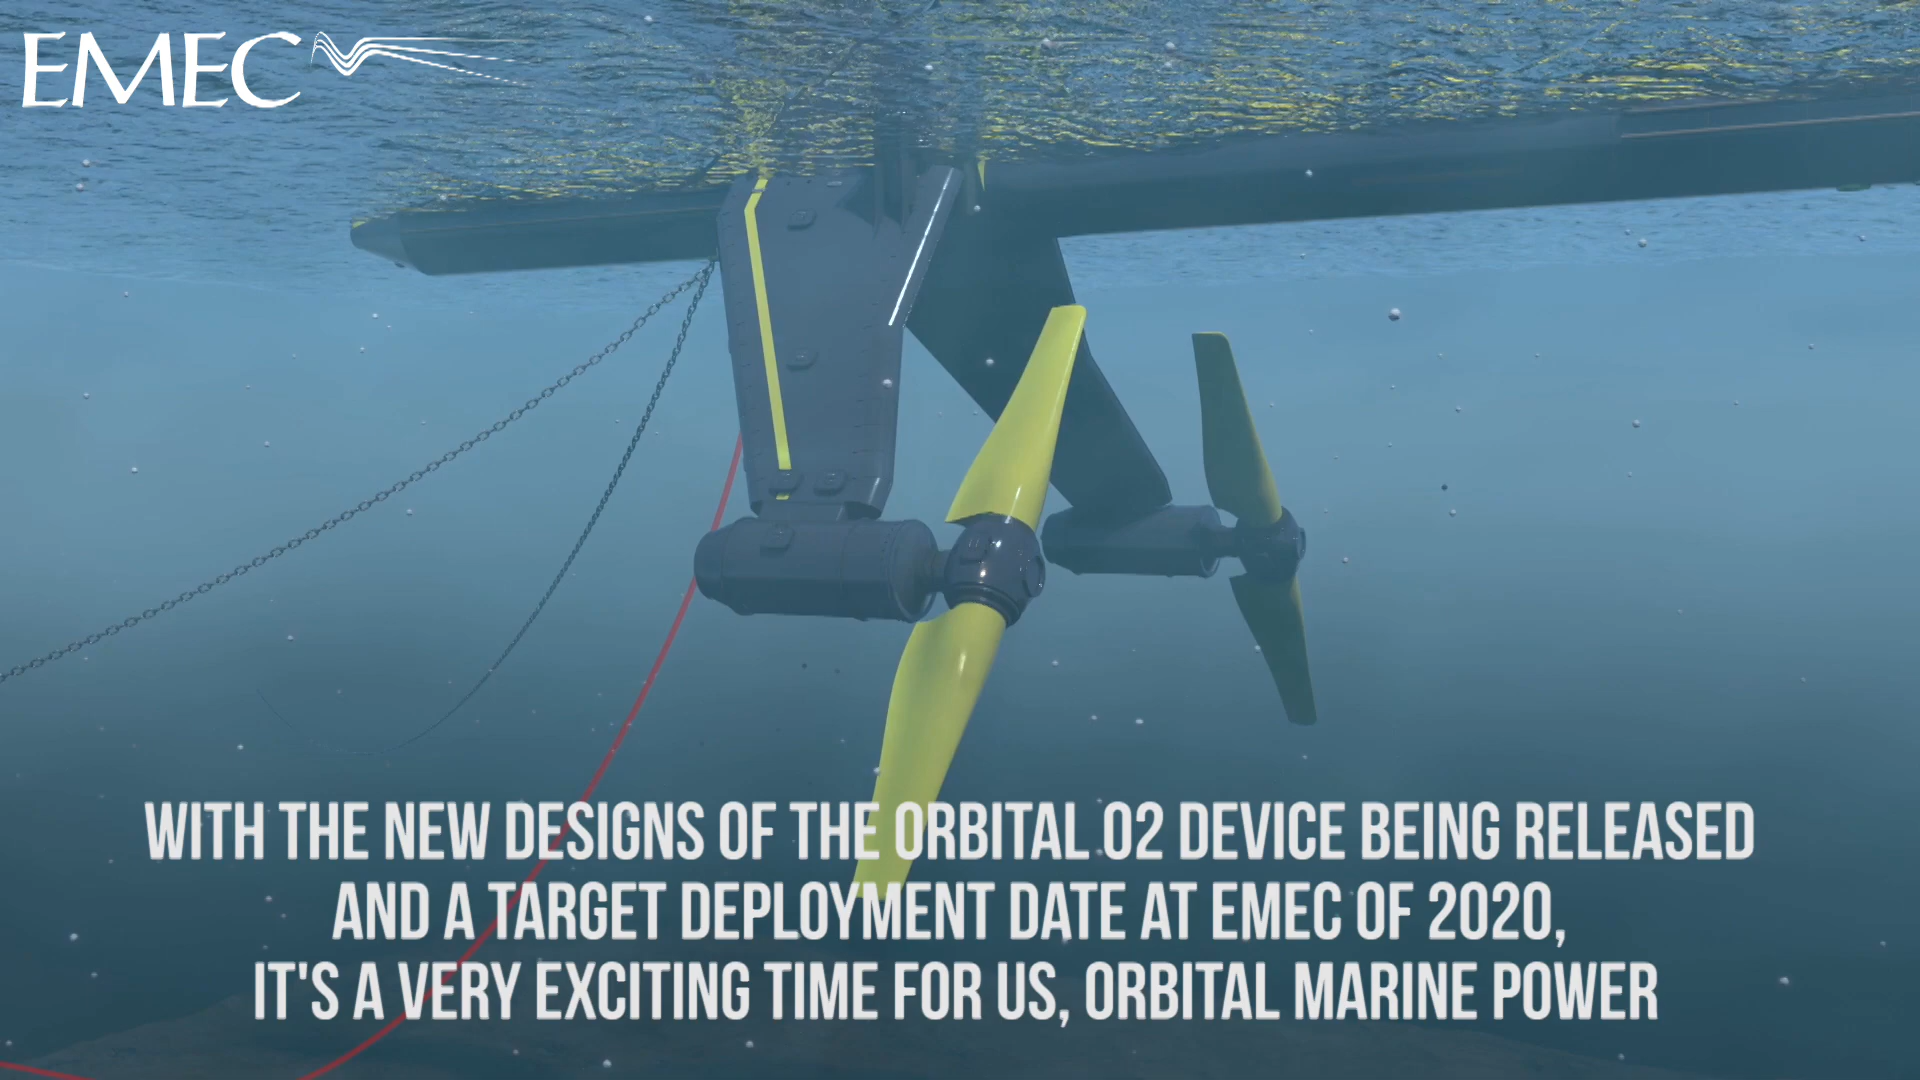 EMEC
WITH THE NEW DESIGNS OF THE ORBITAL O2 DEVICE BEING RELEASED
AND A TARGET DEPLOYMENT DATE AT EMEC OF 2020,
IT'S A VERY EXCITING TIME FOR US, ORBITAL MARINE POWER